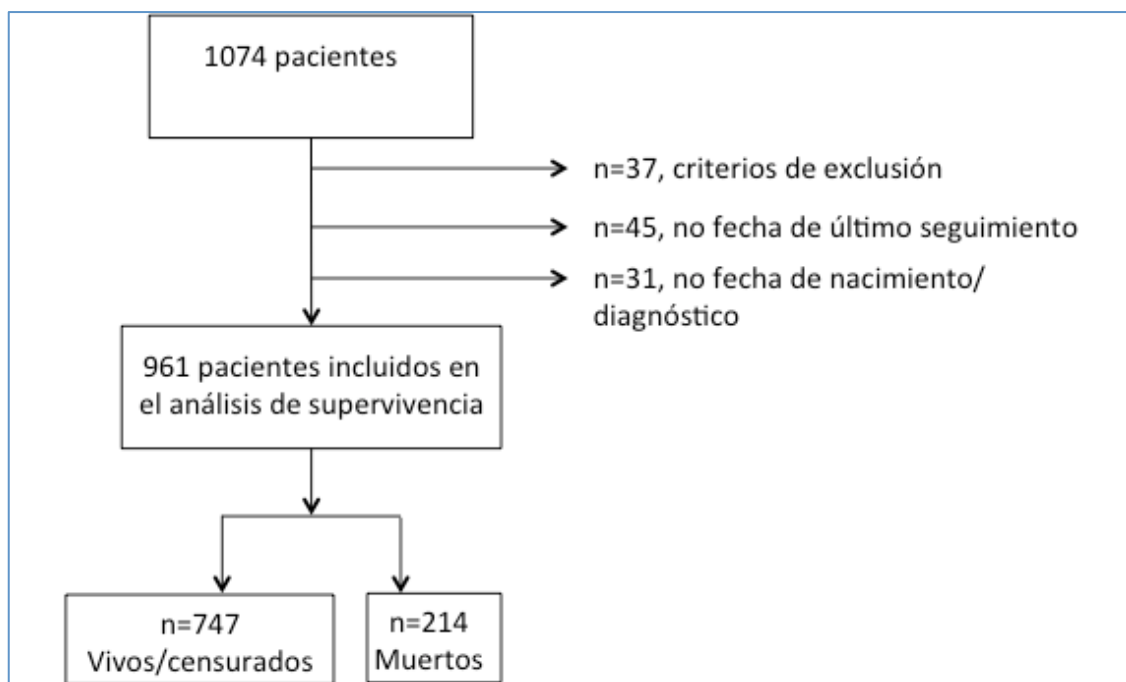 1074 pacientes
n=37, criterios de exclusión
n=45, no fecha de último seguimiento
n=31, no fecha de nacimiento/
diagnóstico
961 pacientes incluidos en
el análisis de supervivencia
n=747
Vivos/censurados
n=214
Muertos